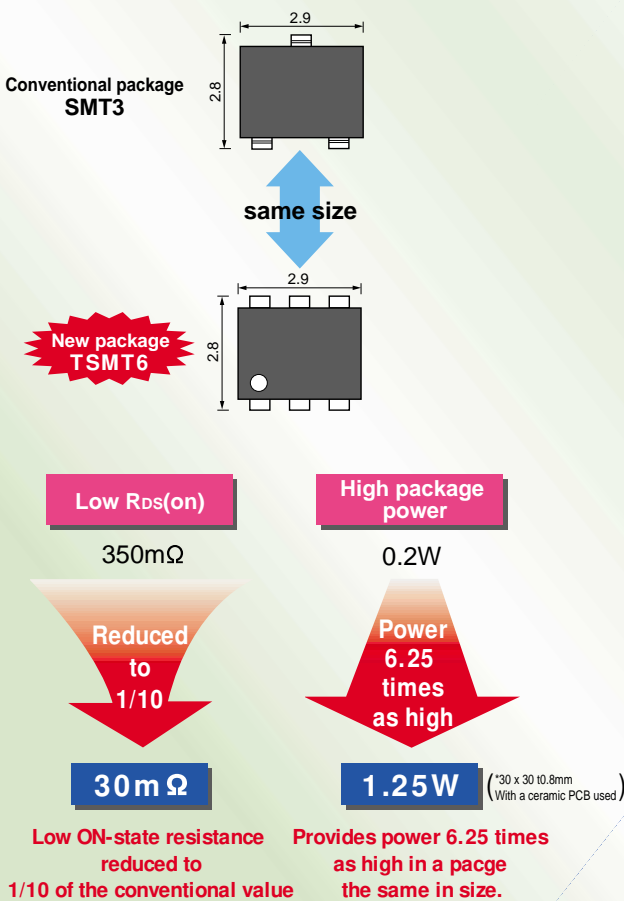 2.9
Conventional package
SMT3
2.8
same size
2.9
New package
TSMT6
2.8
Low RDS(on)
350mΩ
Reduced
to
1/10
30mΩ
Low ON-state resistance
reduced to
1/10 of the conventional value
High package
power
0.2W
Power
6.25
times
as high
1.25W
(*30 x 30 t0.8mm
With a ceramic PCB used)
Provides power 6.25 times
as high in a pacge
the same in size.